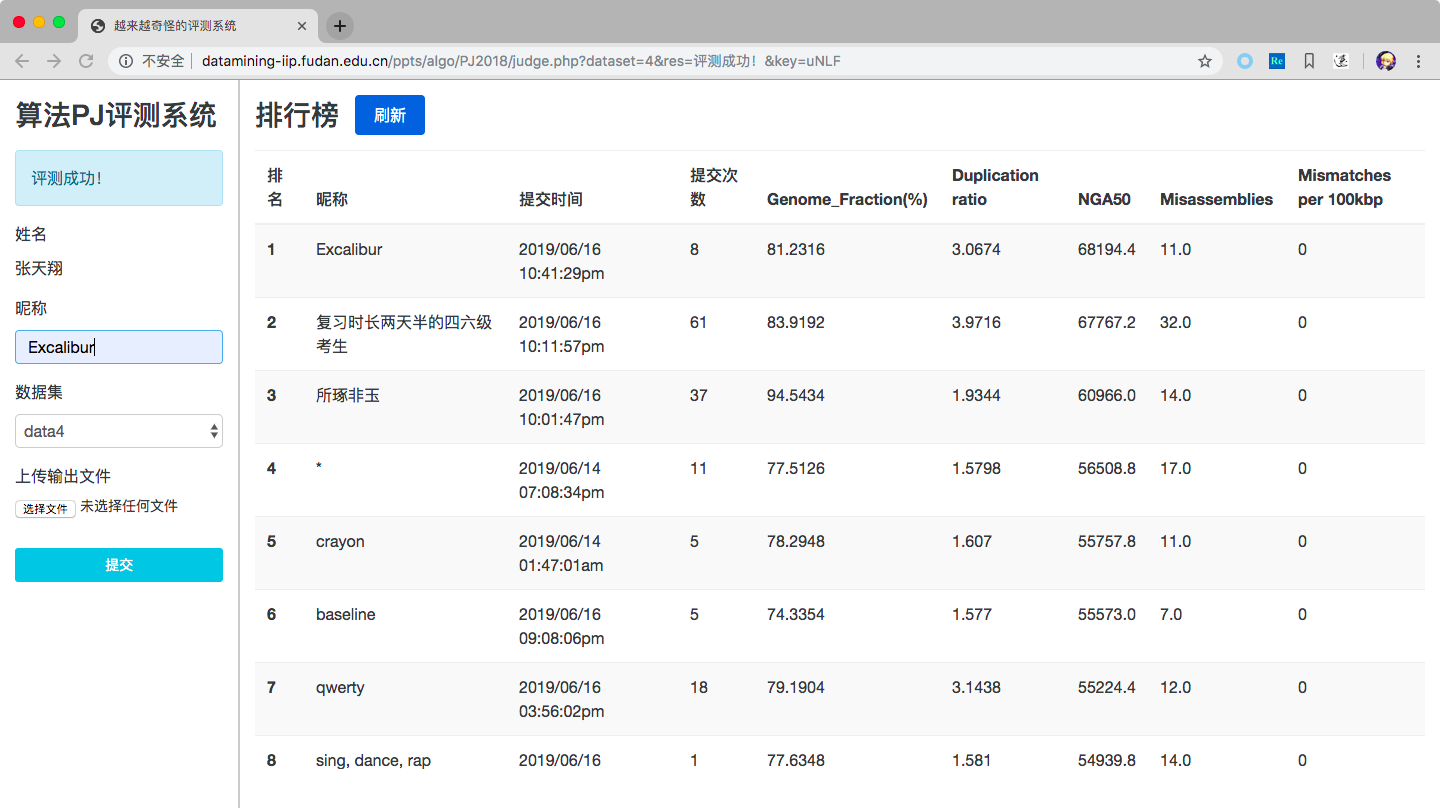 越来越奇怪的评测系统
不安全 datamining-iip.fudan.edu.cn/ppts/algo/PJ2018/judge.php?dataset=4&res=评测成功！&key=uNLF
算法PJ评测系统
评测成功！
姓名
张天翔
昵称
Excalibur
数据集
data4
上传输出文件
选择文件 未选择任何文件
提交
排行榜 刷新
排名 昵称 提交时间 提交次数 Genome_Fraction(%) Duplication ratio NGA50 Misassemblies Mismatches per 100kbp
1 Excalibur 2019/06/16 10:41:29pm 8 81.2316 3.0674 68194.4 11.0 0
2 复习时长两天半的四六级考生 2019/06/16 10:11:57pm 61 83.9192 3.9716 67767.2 32.0 0
3 所琢非玉 2019/06/16 10:01:47pm 37 94.5434 1.9344 60966.0 14.0 0
4 * 2019/06/14 07:08:34pm 11 77.5126 1.5798 56508.8 17.0 0
5 crayon 2019/06/14 01:47:01am 5 78.2948 1.607 55757.8 11.0 0
6 baseline 2019/06/16 09:08:06pm 5 74.3354 1.577 55573.0 7.0 0
7 qwerty 2019/06/16 03:56:02pm 18 79.1904 3.1438 55224.4 12.0 0
8 sing, dance, rap 2019/06/16 1 77.6348 1.581 54939.8 14.0 0